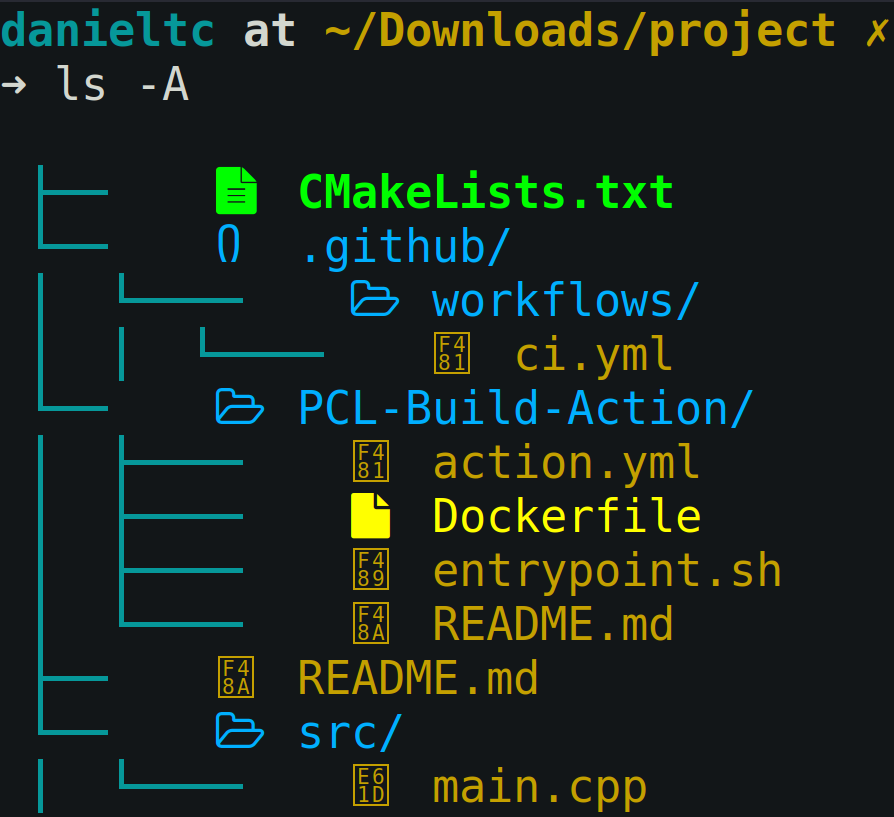 danieltc at ~/Downloads/project ✗
➜ ls -A
CMakeLists.txt
.github/
workflows/
F481 ci.yml
PCL-Build-Action/
F481 action.yml
Dockerfile
F489 entrypoint.sh
F48A README.md
F48A README.md
src/
E61D main.cpp